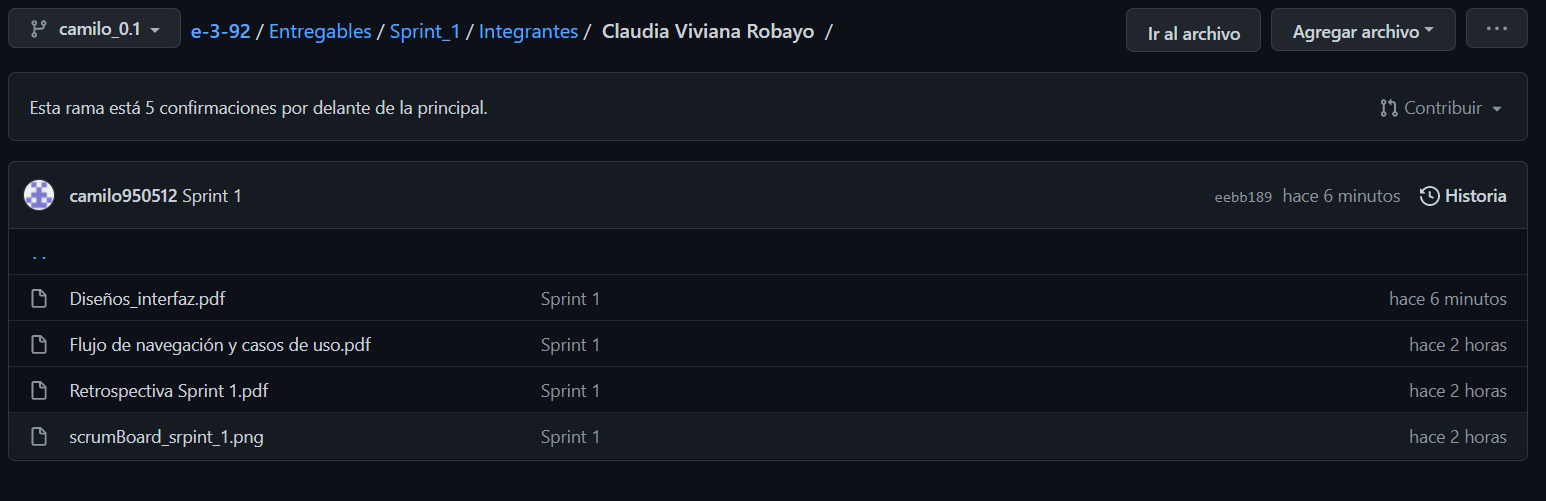 camilo_0.1 e-3-92 / Entregables / Sprint_1 / Integrantes / Claudia Viviana Robayo / Ir al archivo Agregar archivo ...
Esta rama está 5 confirmaciones por delante de la principal. Contribuir
camilo950512 Sprint 1 eebb189 hace 6 minutos Historia
..
Diseños_interfaz.pdf Sprint 1 hace 6 minutos
Flujo de navegación y casos de uso.pdf Sprint 1 hace 2 horas
Retrospectiva Sprint 1.pdf Sprint 1 hace 2 horas
scrumBoard_srpint_1.png Sprint 1 hace 2 horas